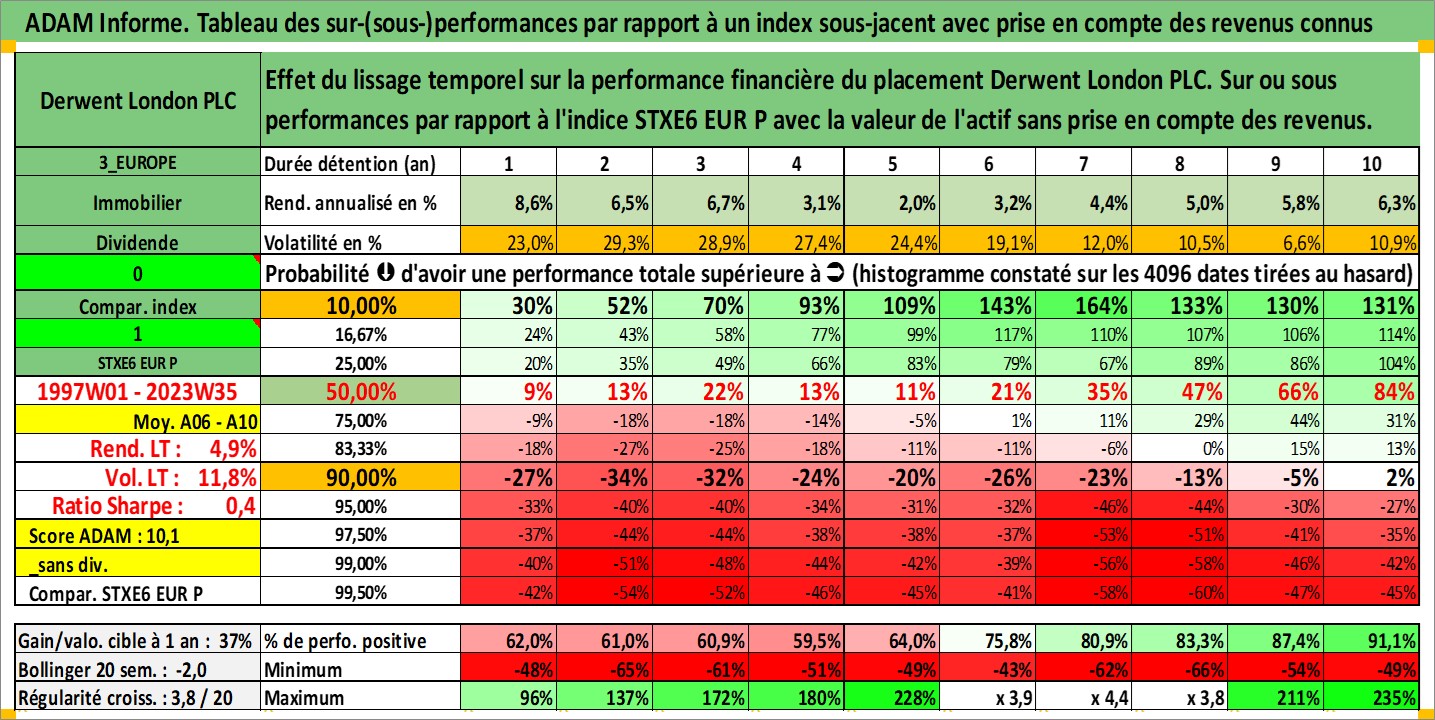 ADAM Informe. Tableau des sur-(sous-)performances par rapport à un index sous-jacent avec prise en compte des revenus connus
Derwent London PLC
Effet du lissage temporel sur la performance financière du placement Derwent London PLC. Sur ou sous
performances par rapport à l'indice STXE6 EUR P avec la valeur de l'actif sans prise en compte des revenus.
3_EUROPE Durée détention (an) 1 2 3 4 5 6 7 8 9 10
Immobilier Rend. annualisé en % 8,6% 6,5% 6,7% 3,1% 2,0% 3,2% 4,4% 5,0% 5,8% 6,3%
Dividende Volatilité en % 23,0% 29,3% 28,9% 27,4% 24,4% 19,1% 12,0% 10,5% 6,6% 10,9%
0 Probabilité d'avoir une performance totale supérieure à (histogramme constaté sur les 4096 dates tirées au hasard)
Compar. index 10,00% 30% 52% 70% 93% 109% 143% 164% 133% 130% 131%
1 16,67% 24% 43% 58% 77% 99% 117% 110% 107% 106% 114%
STXE6 EUR P 25,00% 20% 35% 49% 66% 83% 79% 67% 89% 86% 104%
1997W01 - 2023W35 50,00% 9% 13% 22% 13% 11% 21% 35% 47% 66% 84%
Moy. A06 - A10 75,00% -9% -18% -18% -14% -5% 1% 11% 29% 44% 31%
Rend. LT : 4,9% 83,33% -18% -27% -25% -18% -11% -11% -6% 0% 15% 13%
Vol. LT : 11,8% 90,00% -27% -34% -32% -24% -20% -26% -23% -13% -5% 2%
Ratio Sharpe : 0,4 95,00% -33% -40% -40% -34% -31% -32% -46% -44% -30% -27%
Score ADAM : 10,1 97,50% -37% -44% -44% -38% -38% -37% -53% -51% -41% -35%
_sans div. 99,00% -40% -51% -48% -44% -42% -39% -56% -58% -46% -42%
Compar. STXE6 EUR P 99,50% -42% -54% -52% -46% -45% -41% -58% -60% -47% -45%
Gain/valo. cible à 1 an : 37% % de perfo. positive 62,0% 61,0% 60,9% 59,5% 64,0% 75,8% 80,9% 83,3% 87,4% 91,1%
Bollinger 20 sem. : -2,0 Minimum -48% -65% -61% -51% -49% -43% -62% -66% -54% -49%
Régularité croiss. : 3,8 / 20 Maximum 96% 137% 172% 180% 228% x 3,9 x 4,4 x 3,8 211% 235%